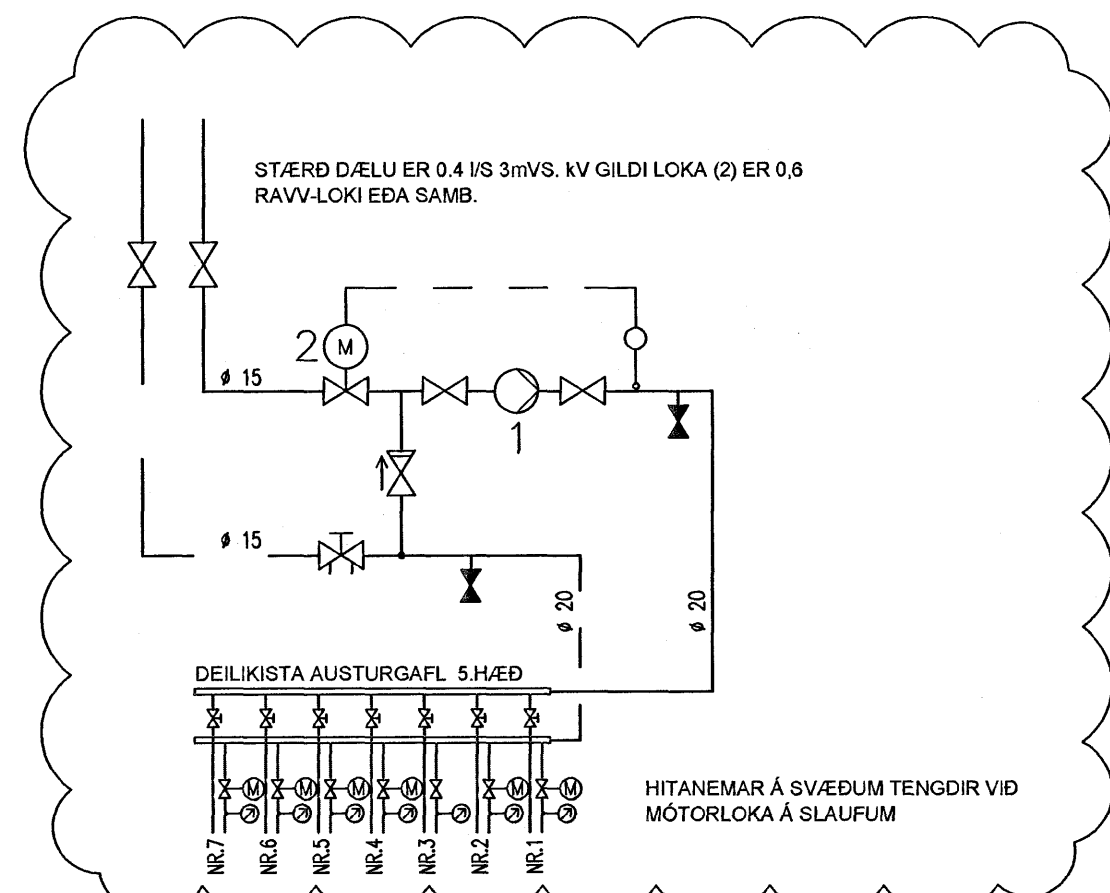 STÆRÐ DÆLU ER 0.4 l/S 3mVS. kV GILDI LOKA (2) ER 0,6
RAVV-LOKI EÐA SAMB.
2
M
ø 15
1
ø 15
ø 20
ø 20
DEILIKISTA AUSTURGAFL 5.HÆÐ
M M M M M M
HITANEMAR Á SVÆÐUM TENGDIR VIÐ
MÓTORLOKA Á SLAUFUM
NR.7 NR.6 NR.5 NR.4 NR.3 NR.2 NR.1